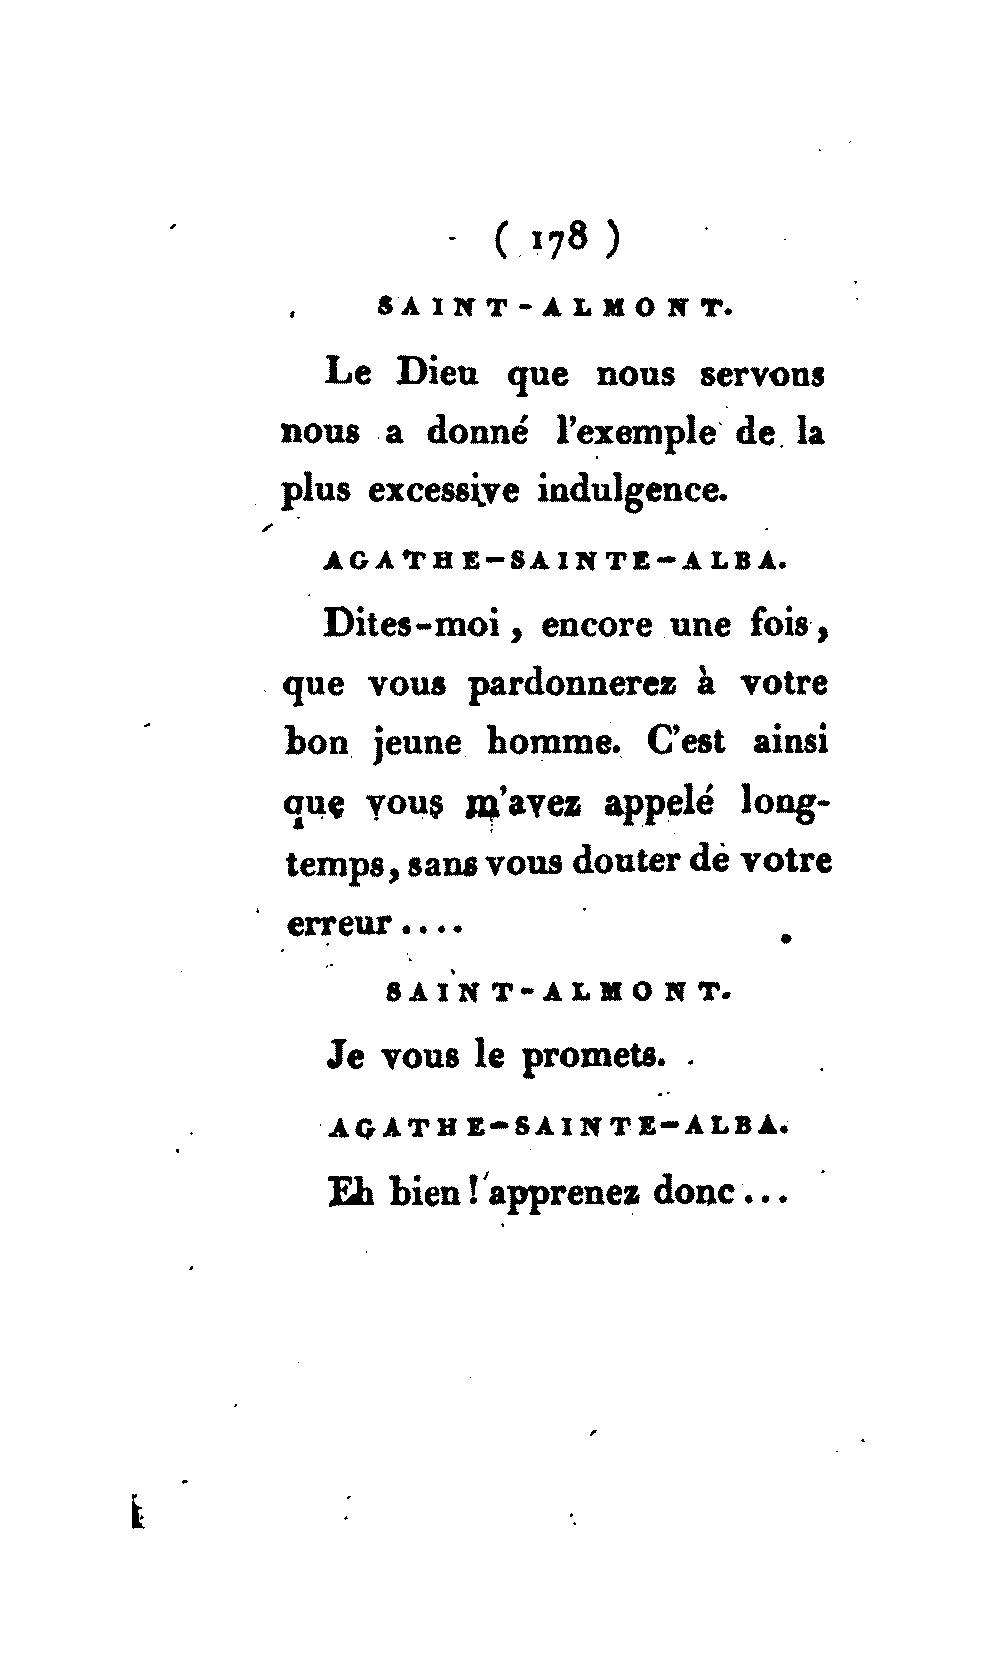 ( 178 )
SAINT-ALMONT.
Le Dieu que nous servons
nous a donné l'exemple de la
plus excessive indulgence.
AGATHE-SAINTE-ALBA.
Dites-moi, encore une fois,
que vous pardonnerez à votre
bon jeune homme. C'est ainsi
que vous m'avez appelé long-
temps, sans vous douter de votre
erreur....
SAINT-ALMONT.
Je vous le promets.
AGATHE-SAINTE-ALBA.
Eh bien! apprenez donc...